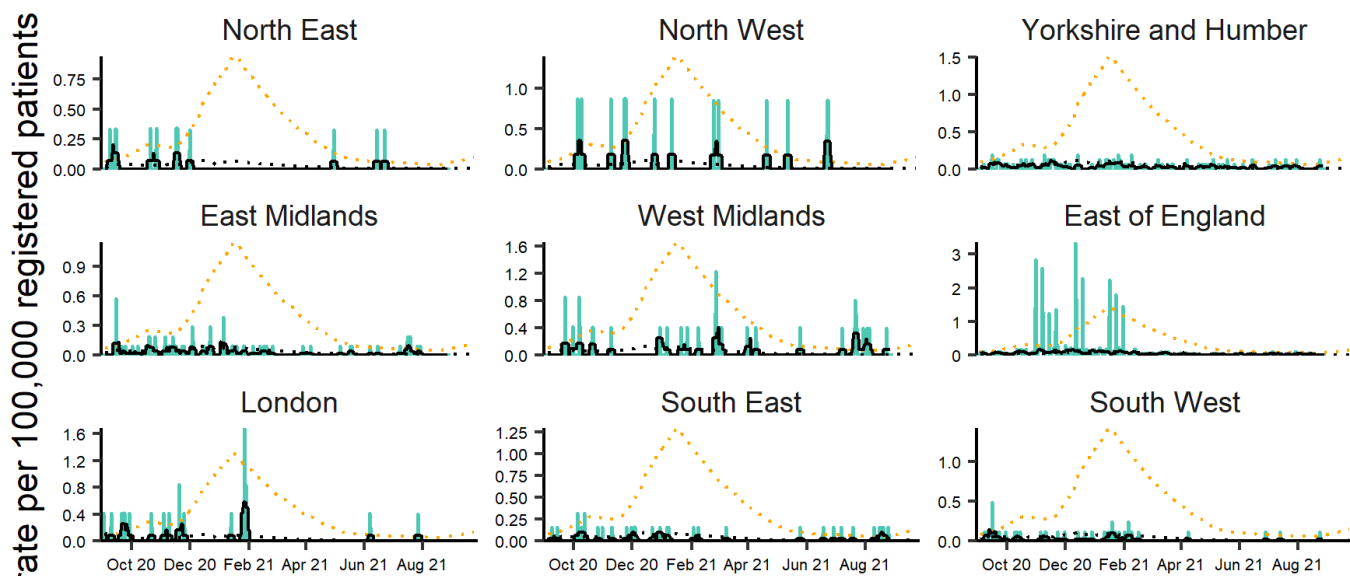 rate per 100,000 registered patients
North East
0.75
0.50
0.25
0.00
North West
1.0
0.5
0.0
Yorkshire and Humber
1.5
1.0
0.5
0.0
East Midlands
0.9
0.6
0.3
0.0
West Midlands
1.6
1.2
0.8
0.4
0.0
East of England
3
2
1
0
London
1.6
1.2
0.8
0.4
0.0
Oct 20 Dec 20 Feb 21 Apr 21 Jun 21 Aug 21
South East
1.25
1.00
0.75
0.50
0.25
0.00
Oct 20 Dec 20 Feb 21 Apr 21 Jun 21 Aug 21
South West
1.0
0.5
0.0
Oct 20 Dec 20 Feb 21 Apr 21 Jun 21 Aug 21